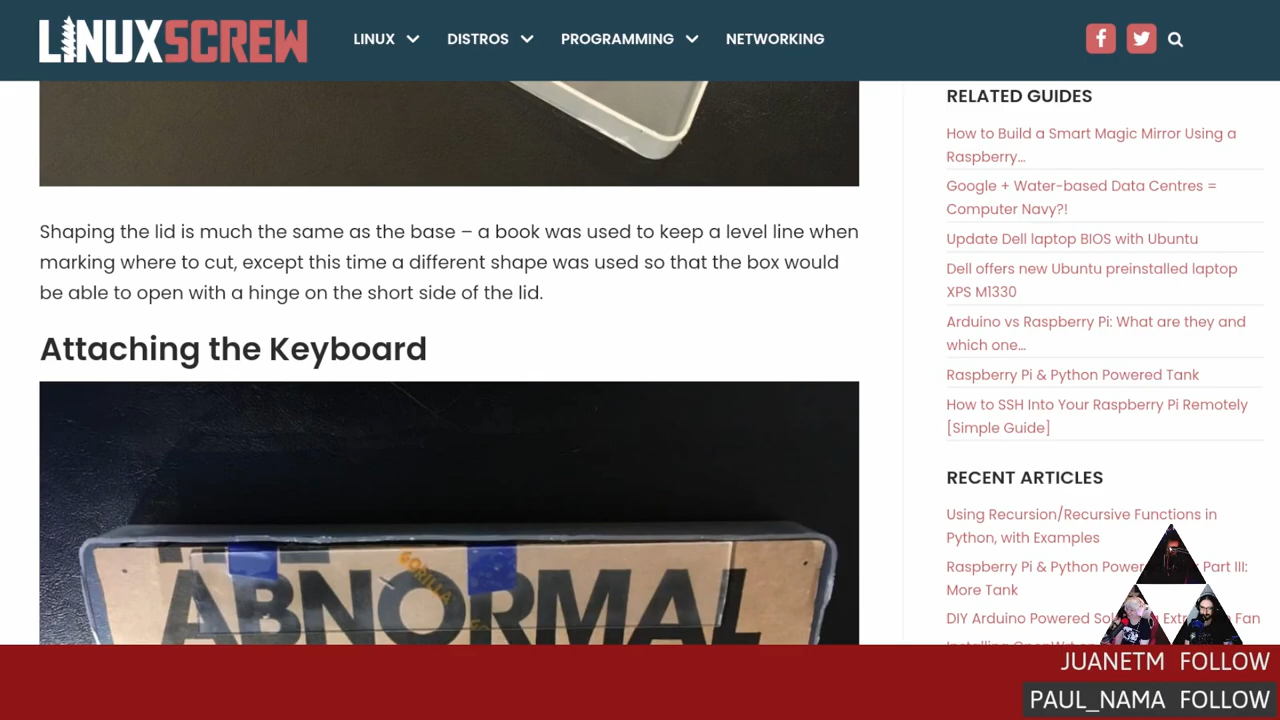 LINUXSCREW
LINUX
DISTROS
PROGRAMMING
NETWORKING
Shaping the lid is much the same as the base – a book was used to keep a level line when
marking where to cut, except this time a different shape was used so that the box would
be able to open with a hinge on the short side of the lid.
Attaching the Keyboard
GORILLA
ABNORMAL
RELATED GUIDES
How to Build a Smart Magic Mirror Using a
Raspberry...
Google + Water-based Data Centres =
Computer Navy?!
Update Dell laptop BIOS with Ubuntu
Dell offers new Ubuntu preinstalled laptop
XPS M1330
Arduino vs Raspberry Pi: What are they and
which one...
Raspberry Pi & Python Powered Tank
How to SSH Into Your Raspberry Pi Remotely
[Simple Guide]
RECENT ARTICLES
Using Recursion/Recursive Functions in
Python, with Examples
Raspberry Pi & Python Power Part III:
More Tank
DIY Arduino Powered Fan
JUANETM FOLLOW
PAUL_NAMA FOLLOW